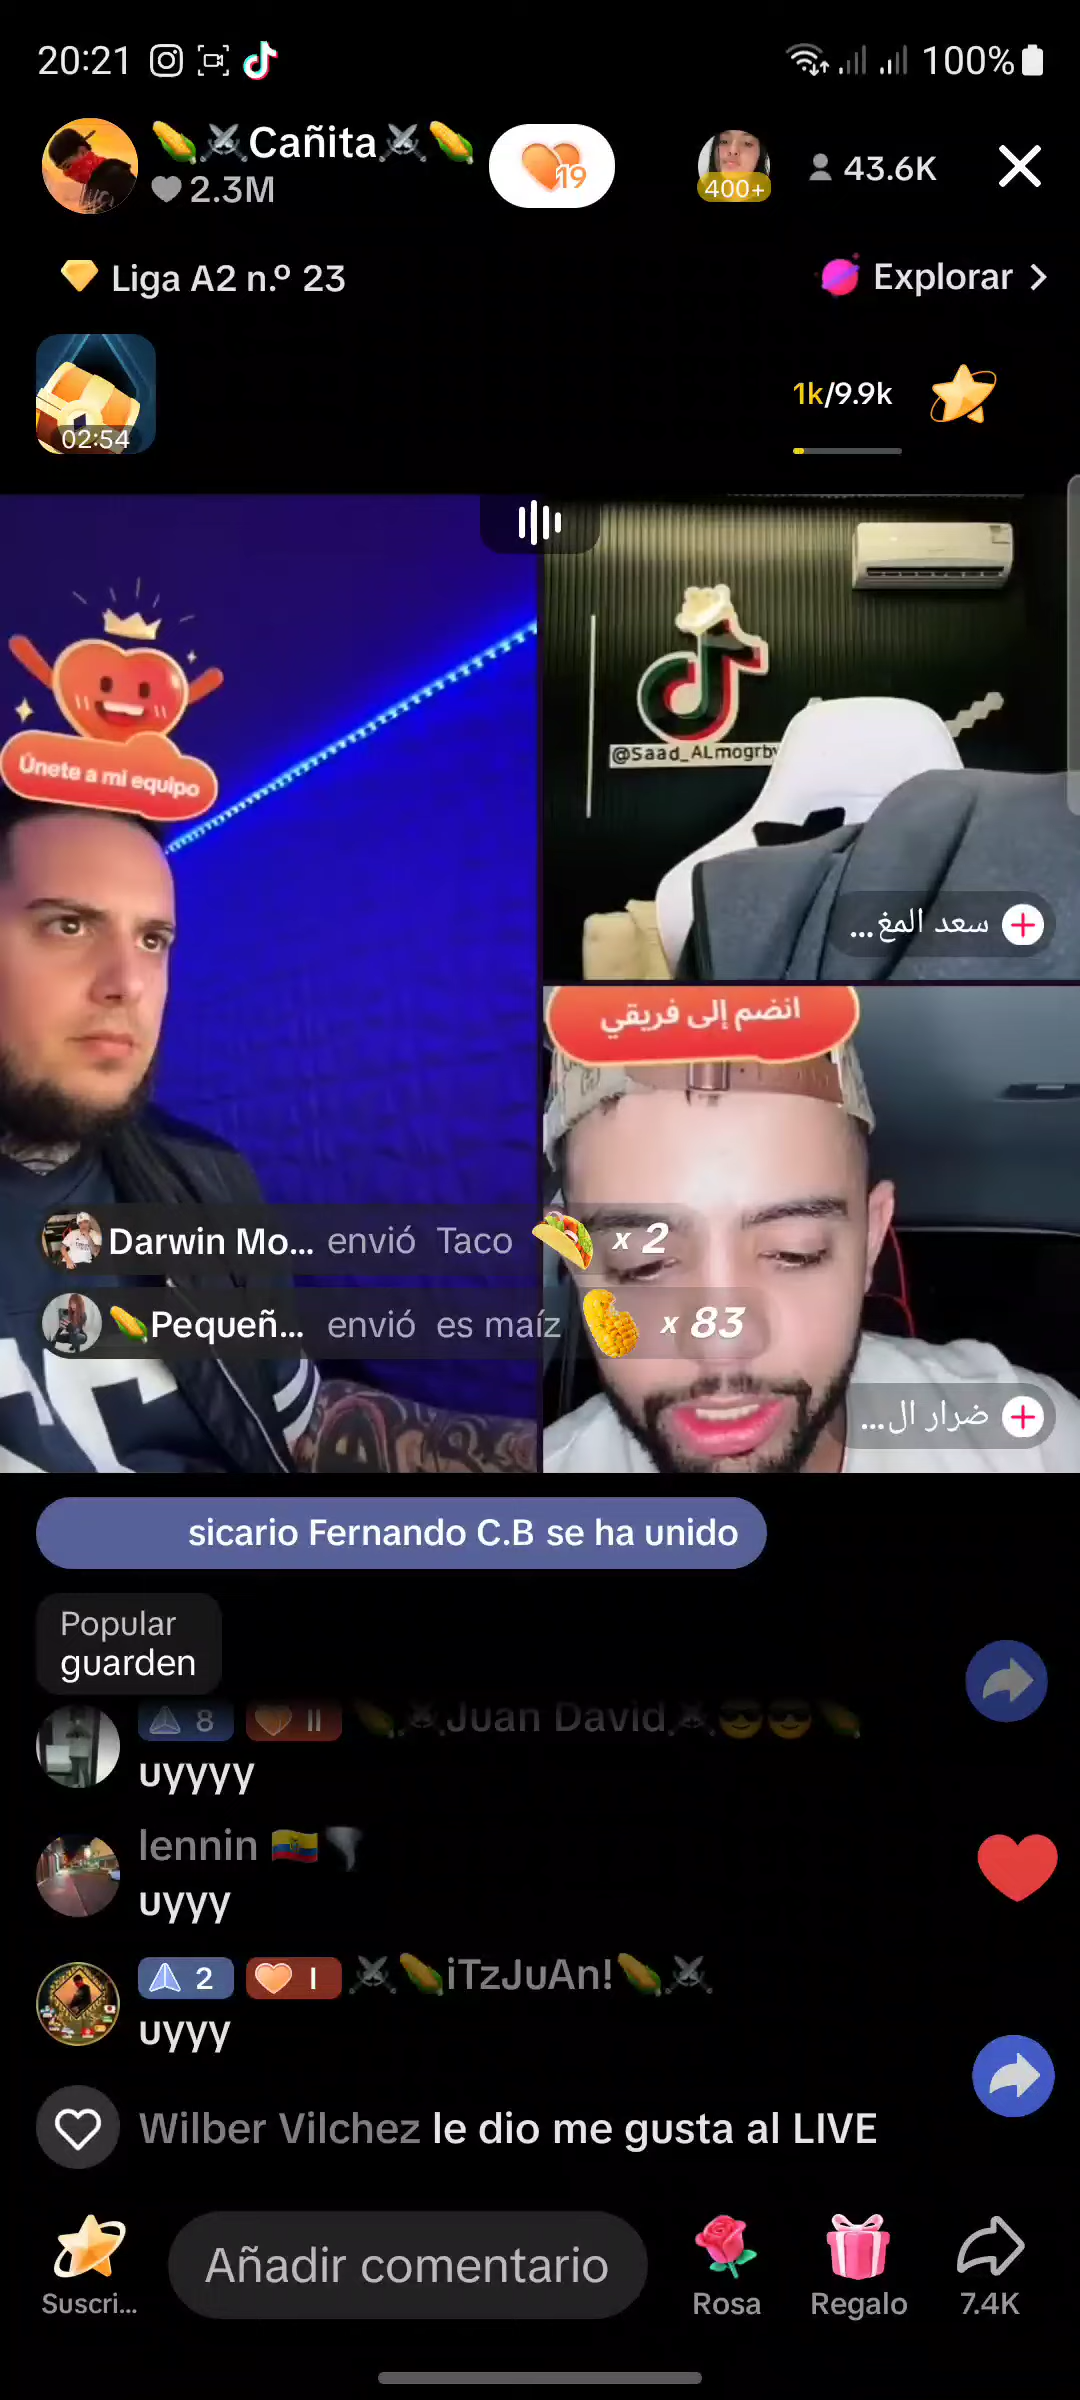 20:21
100%
🌽⚔️Cañita⚔️🌽
2.3M
19
400+
43.6K
Liga A2 n.º 23
Explorar
02:54
1k/9.9k
@Saad_ALmogrby
Únete a mi equipo
سعد المغ...
انضم إلى فريقي
Darwin Mo... envió Taco x 2
🌽Pequeñ... envió es maíz x 83
ضرار ال...
sicario Fernando C.B se ha unido
Popular
guarden
8 II 🌽⚔️Juan David⚔️😎😎🌽
uyyyy
lennin 🇪🇨🌪️
uyyy
2 I ⚔️🌽iTzJuAn!🌽⚔️
uyyy
Wilber Vilchez le dio me gusta al LIVE
Suscri...
Añadir comentario
Rosa
Regalo
7.4K